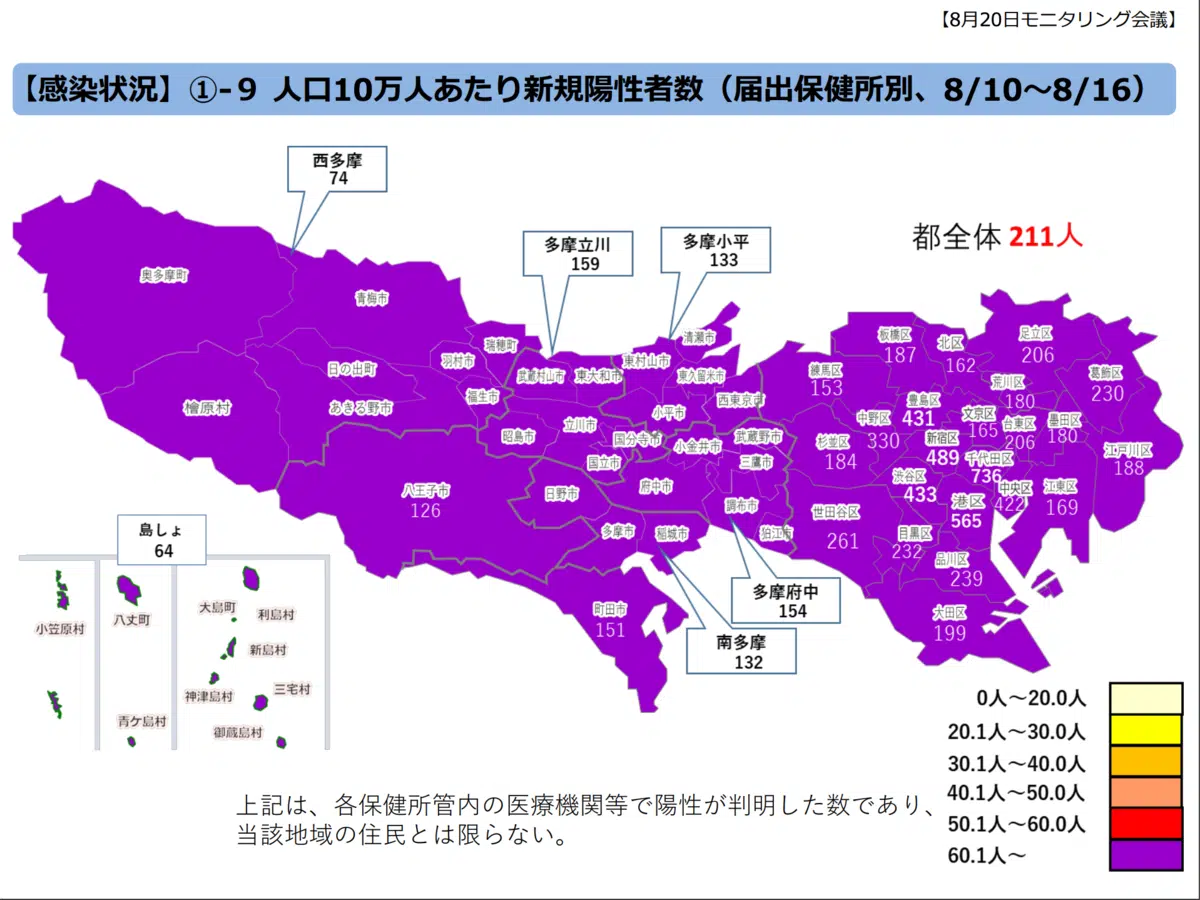 【8月20日モニタリング会議】
【感染状況】①-９ 人口10万人あたり新規陽性者数（届出保健所別、8/10～8/16）
西多摩
74
多摩立川
159
多摩小平
133
都全体 211人
奥多摩町
青梅市
瑞穂町
羽村市
日の出町
福生市
あきる野市
檜原村
武蔵村山市
東大和市
東村山市
清瀬市
東久留米市
西東京市
小平市
立川市
昭島市
国分寺市
小金井市
武蔵野市
国立市
三鷹市
府中市
日野市
八王子市
126
調布市
狛江市
多摩市
稲城市
町田市
151
板橋区
187
北区
162
足立区
206
練馬区
153
荒川区
180
葛飾区
230
豊島区
431
文京区
165
台東区
206
墨田区
180
中野区
330
杉並区
184
新宿区
489
千代田区
736
江戸川区
188
渋谷区
433
中央区
422
江東区
169
港区
565
世田谷区
261
目黒区
232
品川区
239
大田区
199
多摩府中
154
南多摩
132
島しょ
64
小笠原村
八丈町
青ケ島村
大島町
利島村
新島村
神津島村
三宅村
御蔵島村
0人～20.0人
20.1人～30.0人
30.1人～40.0人
40.1人～50.0人
50.1人～60.0人
60.1人～
上記は、各保健所管内の医療機関等で陽性が判明した数であり、
当該地域の住民とは限らない。